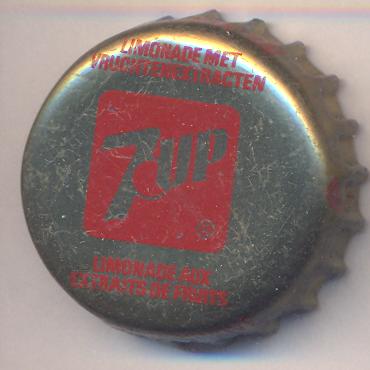 LIMONADE MET
VRUCHTENEXTRACTEN
7UP
®
LIMONADE AUX
EXTRAITS DE FRUITS